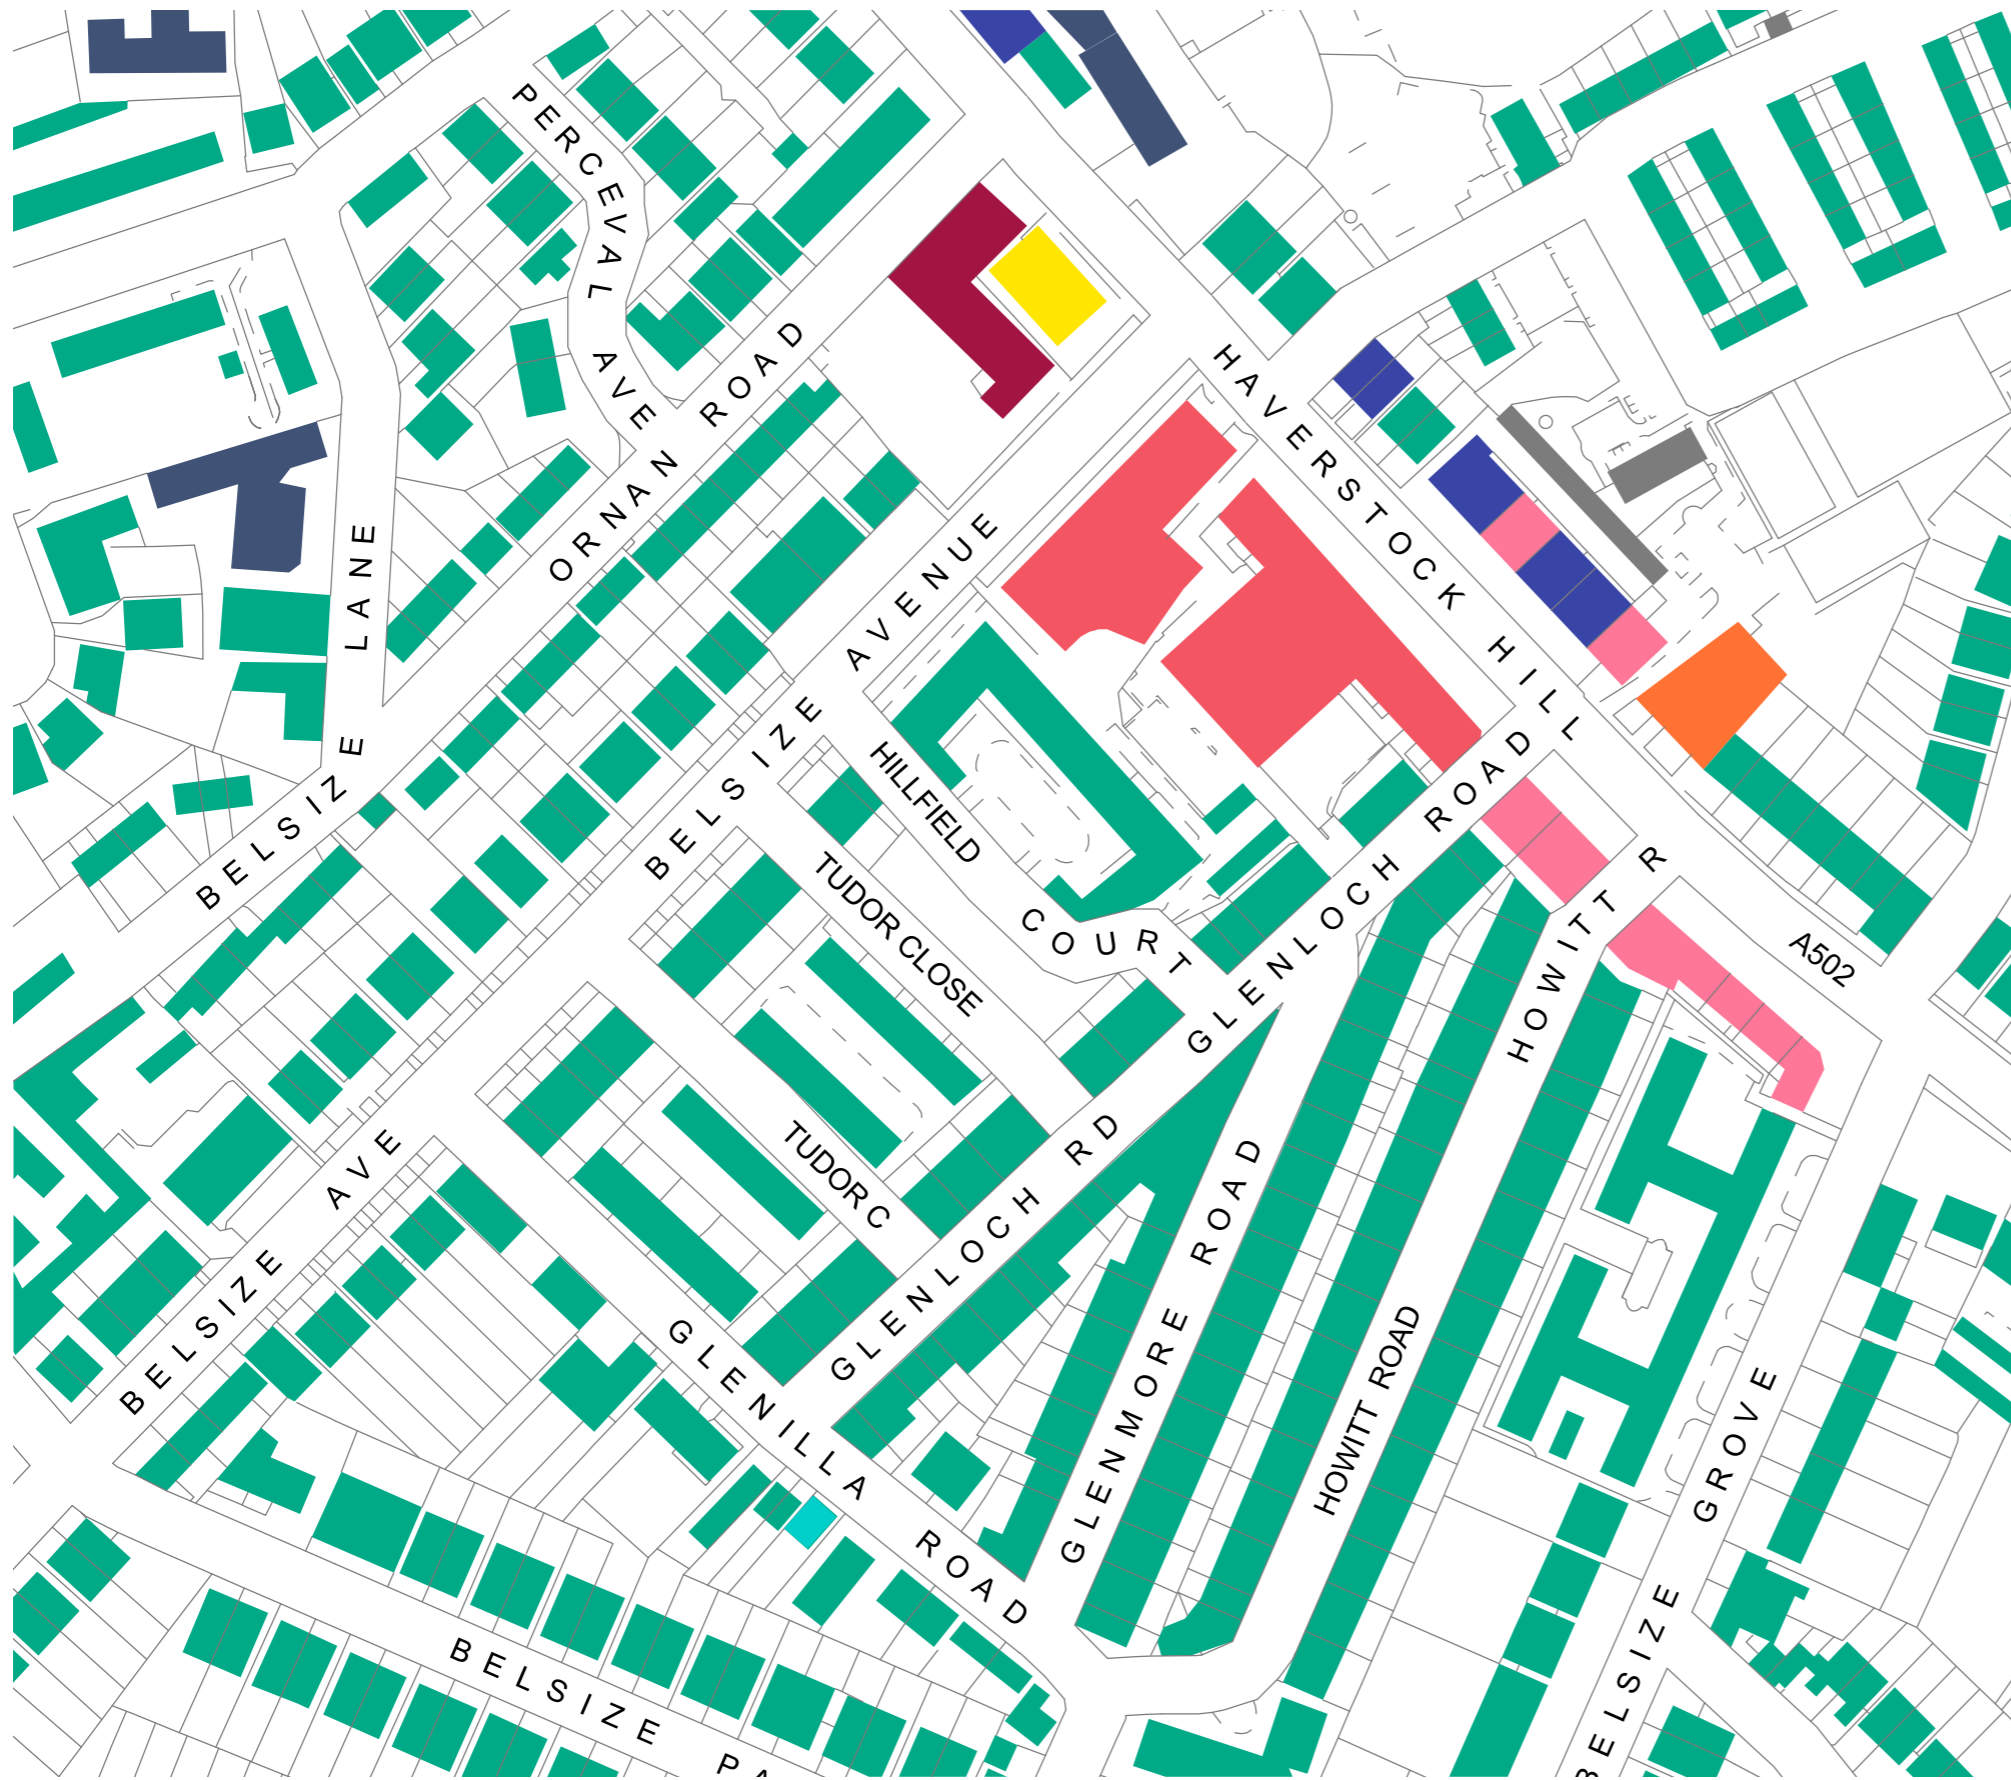 PERCEVAL AVE
ORNAN ROAD
HAVERSTOCK HILL
BELSIZE LANE
BELSIZE AVENUE
BELSIZE
HILLFIELD COURT
TUDOR CLOSE
GLENLOCH ROAD
HOWITT R
A502
BELSIZE AVE
TUDOR C
GLENLOCH RD
GLENMORE ROAD
HOWITT ROAD
GLENILLA ROAD
BELSIZE GROVE
BELSIZE PA